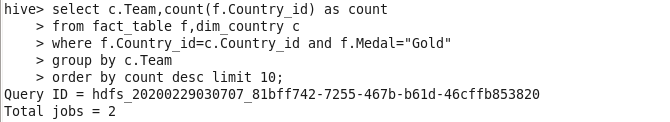 hive> select c.Team,count(f.Country_id) as count
    > from fact_table f,dim_country c
    > where f.Country_id=c.Country_id and f.Medal="Gold"
    > group by c.Team
    > order by count desc limit 10;
Query ID = hdfs_20200229030707_81bff742-7255-467b-b61d-46cffb853820
Total jobs = 2